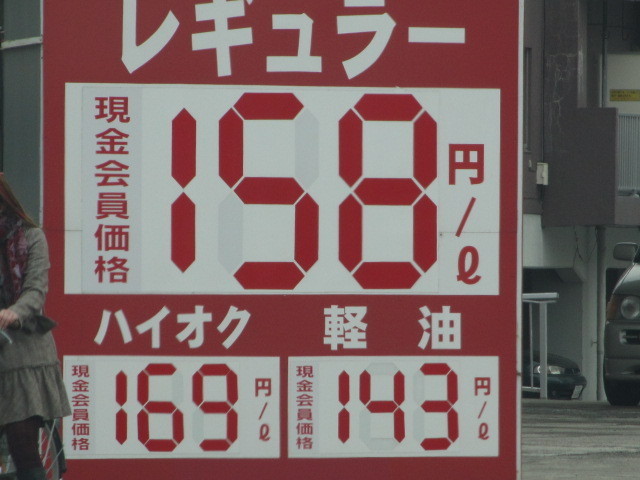 レギュラー
現金会員価格 158 円/ℓ
ハイオク 軽油
現金会員価格 169 円/ℓ 現金会員価格 143 円/ℓ